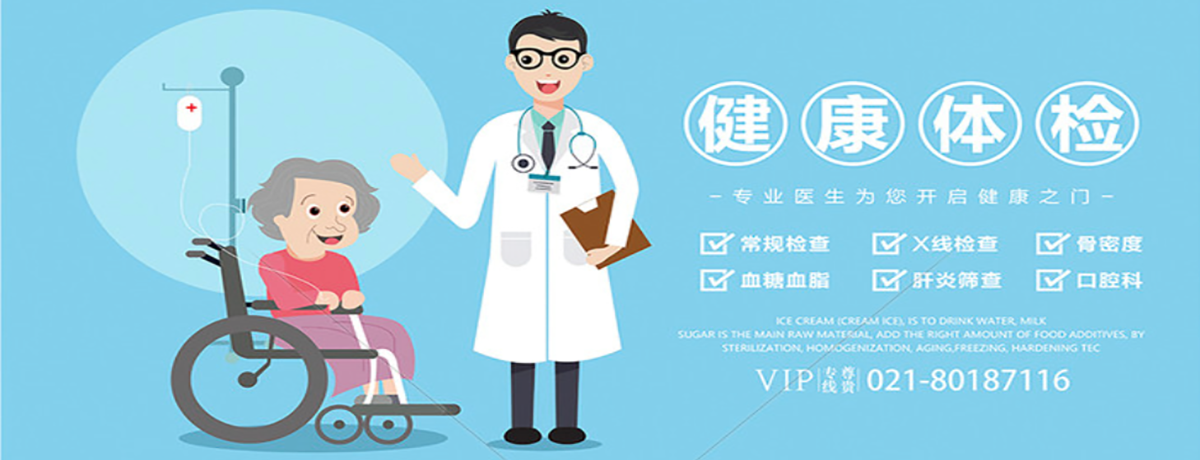 健康体检
－专业医生为您开启健康之门－
常规检查 X线检查 骨密度
血糖血脂 肝炎筛查 口腔科
ICE CREAM (CREAM ICE), IS TO DRINK WATER, MILK
SUGAR IS THE MAIN RAW MATERIAL, ADD THE RIGHT AMOUNT OF FOOD ADDITIVES, BY
STERILIZATION, HOMOGENIZATION, AGING,FREEZING, HARDENING TEC
VIP 专线 尊贵 021-80187116